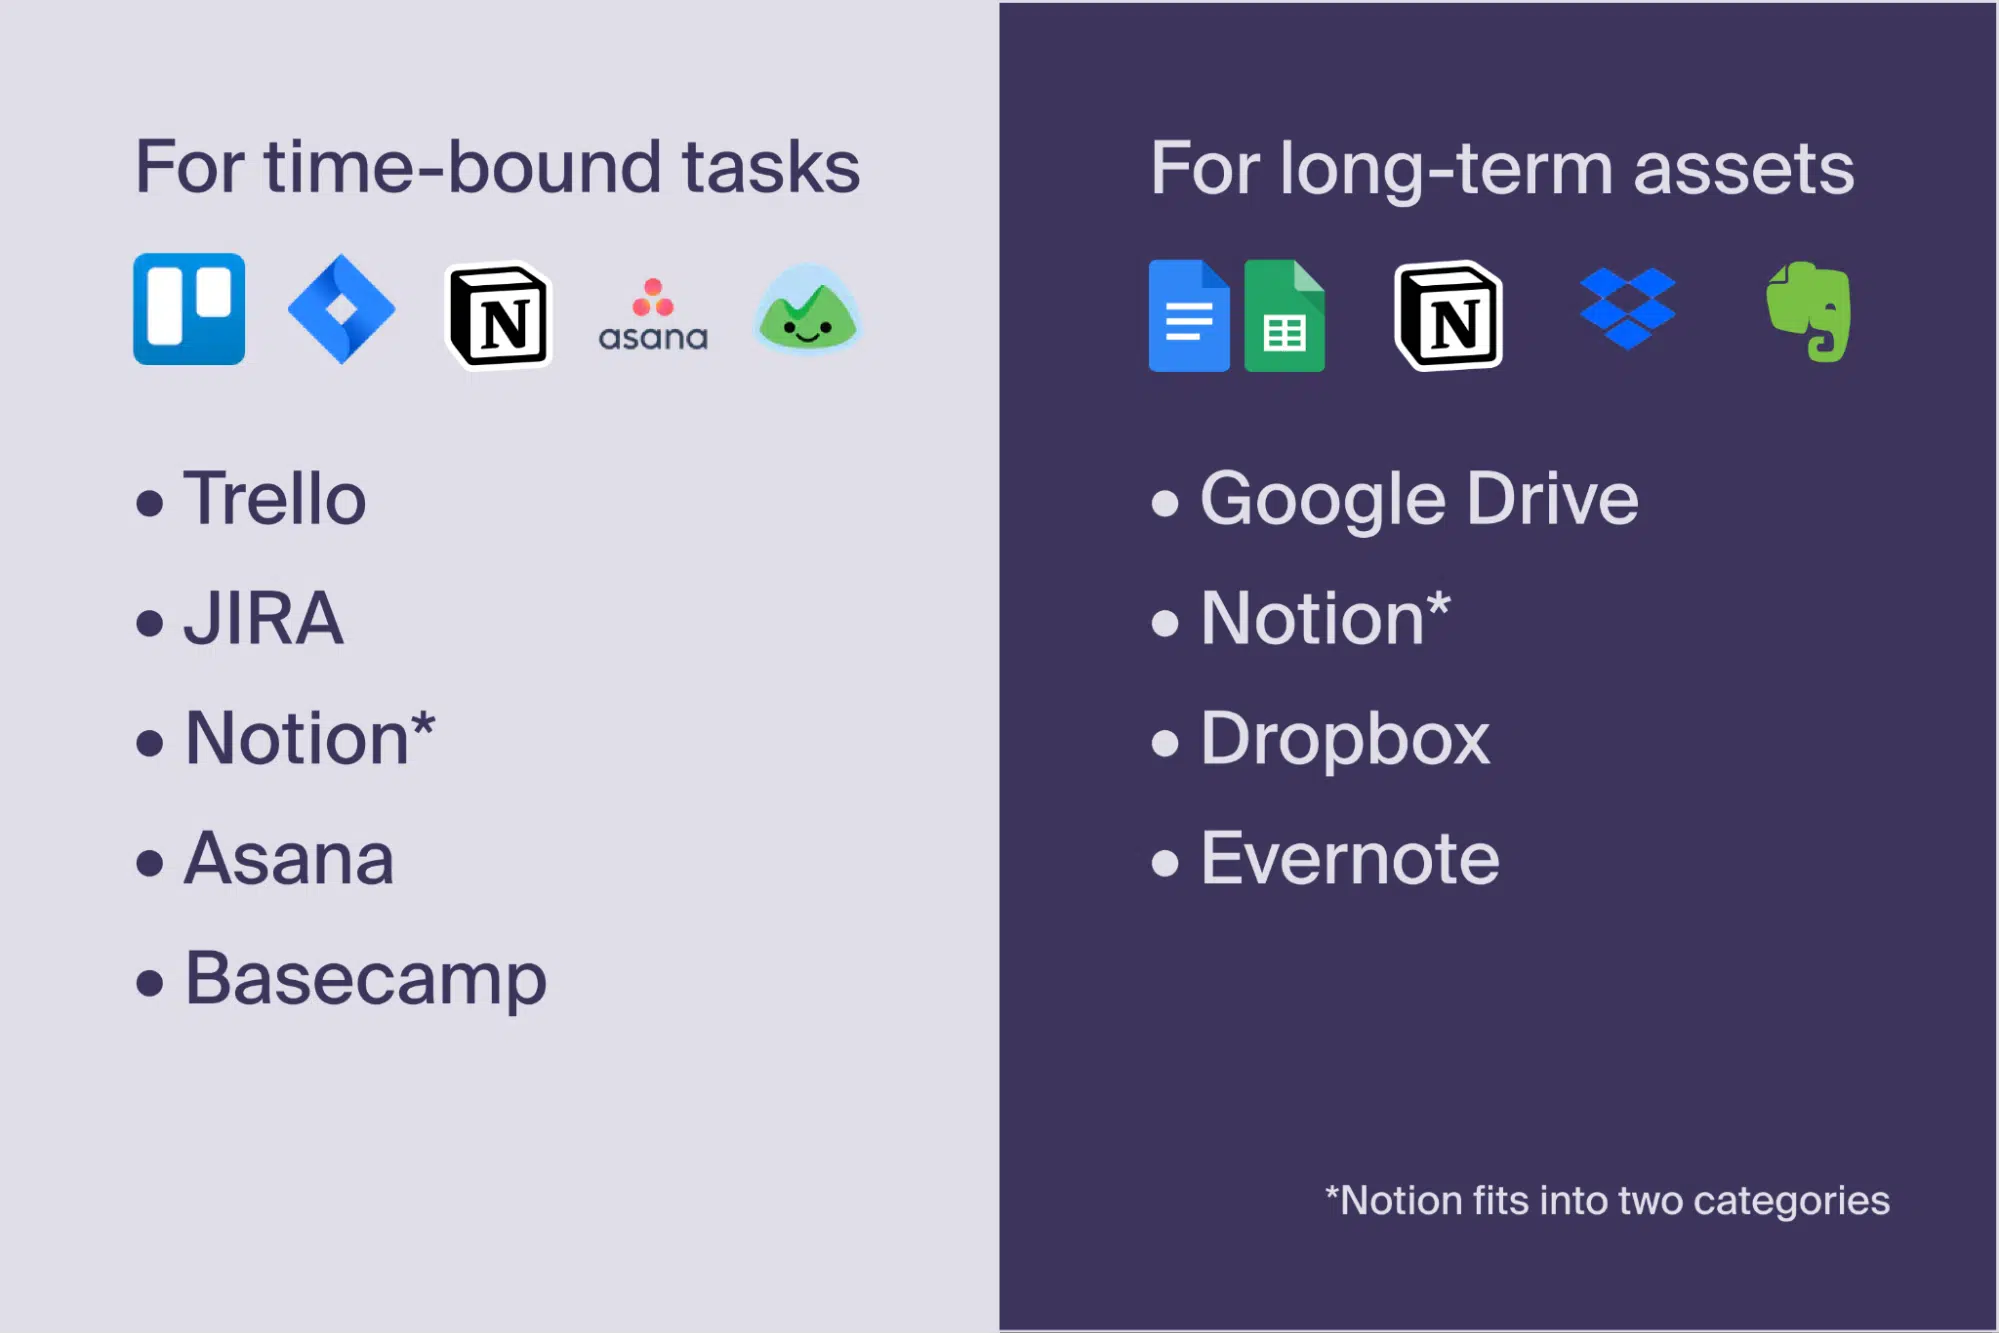 For time-bound tasks
N
asana
• Trello
• JIRA
• Notion*
• Asana
• Basecamp
For long-term assets
N
• Google Drive
• Notion*
• Dropbox
• Evernote
*Notion fits into two categories